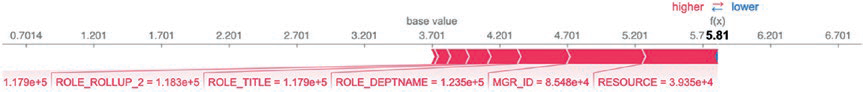 higher ⇄ lower
base value f(x)
0.7014 1.201 1.701 2.201 2.701 3.201 3.701 4.201 4.701 5.201 5.7 5.81 6.201 6.701
1.179e+5 ROLE_ROLLUP_2 = 1.183e+5 ROLE_TITLE = 1.179e+5 ROLE_DEPTNAME = 1.235e+5 MGR_ID = 8.548e+4 RESOURCE = 3.935e+4